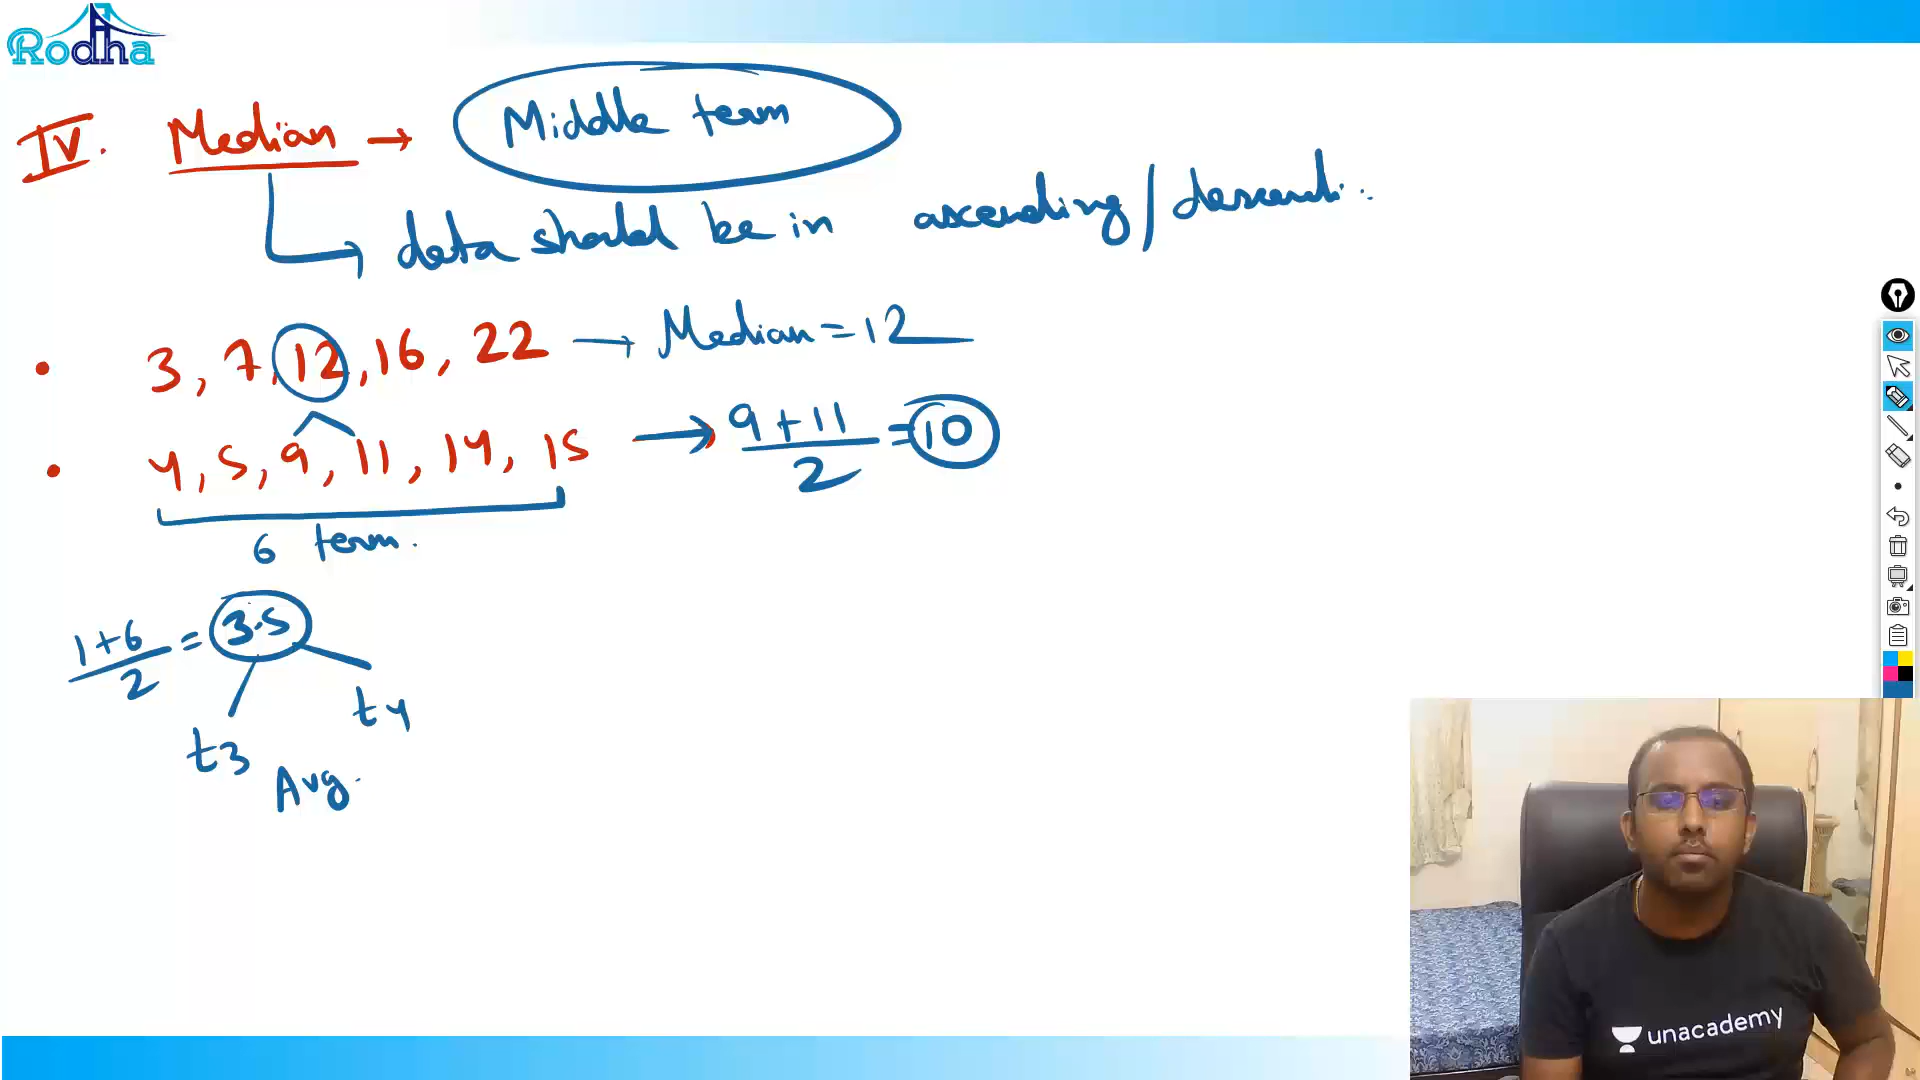 Rodha
IV. Median → Middle term
data should be in ascending/descendi..
• 3, 7, 12, 16, 22 → Median = 12
• 4, 5, 9, 11, 14, 15 → 9 + 11 / 2 = 10
6 term.
1 + 6 / 2 = 3.5
t3 t4
Avg.
unacademy